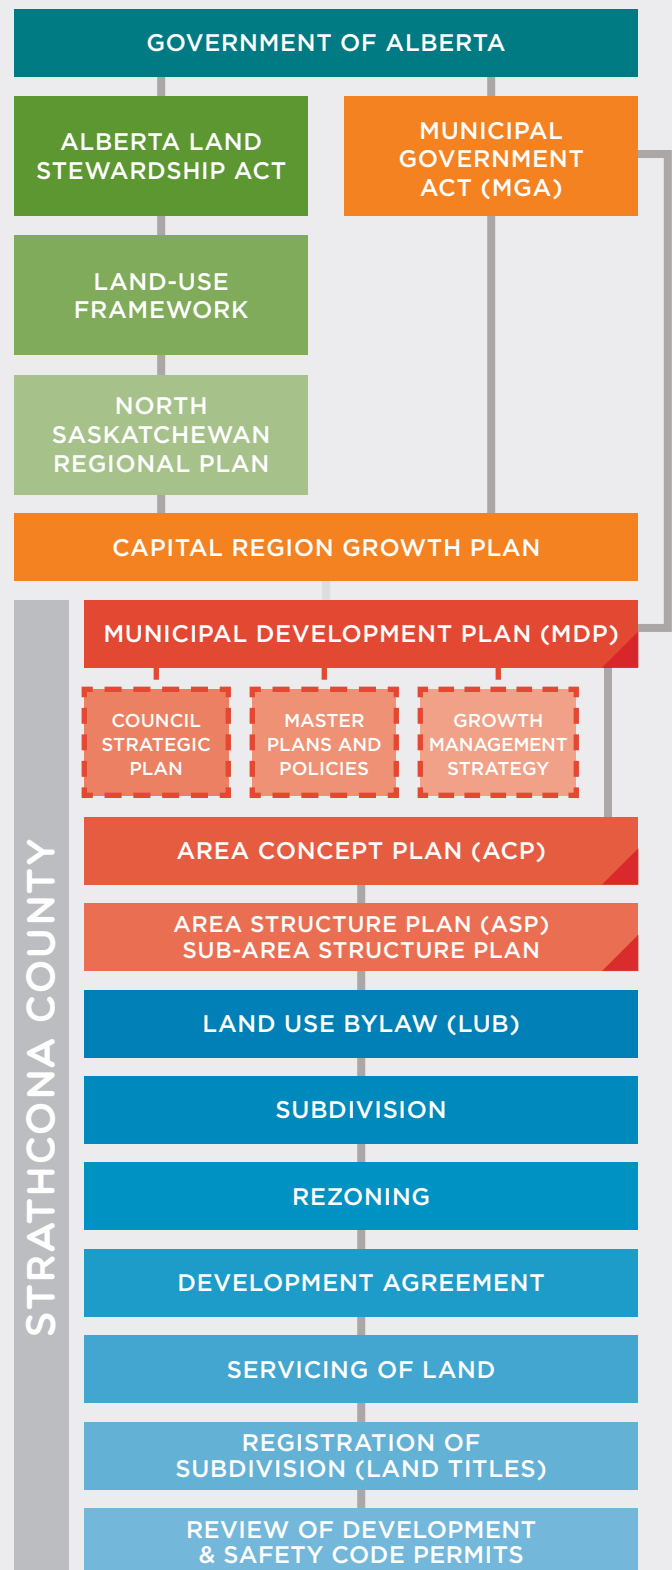 GOVERNMENT OF ALBERTA
ALBERTA LAND
STEWARDSHIP ACT
MUNICIPAL
GOVERNMENT
ACT (MGA)
LAND-USE
FRAMEWORK
NORTH
SASKATCHEWAN
REGIONAL PLAN
CAPITAL REGION GROWTH PLAN
STRATHCONA COUNTY
MUNICIPAL DEVELOPMENT PLAN (MDP)
COUNCIL
STRATEGIC
PLAN
MASTER
PLANS AND
POLICIES
GROWTH
MANAGEMENT
STRATEGY
AREA CONCEPT PLAN (ACP)
AREA STRUCTURE PLAN (ASP)
SUB-AREA STRUCTURE PLAN
LAND USE BYLAW (LUB)
SUBDIVISION
REZONING
DEVELOPMENT AGREEMENT
SERVICING OF LAND
REGISTRATION OF
SUBDIVISION (LAND TITLES)
REVIEW OF DEVELOPMENT
& SAFETY CODE PERMITS